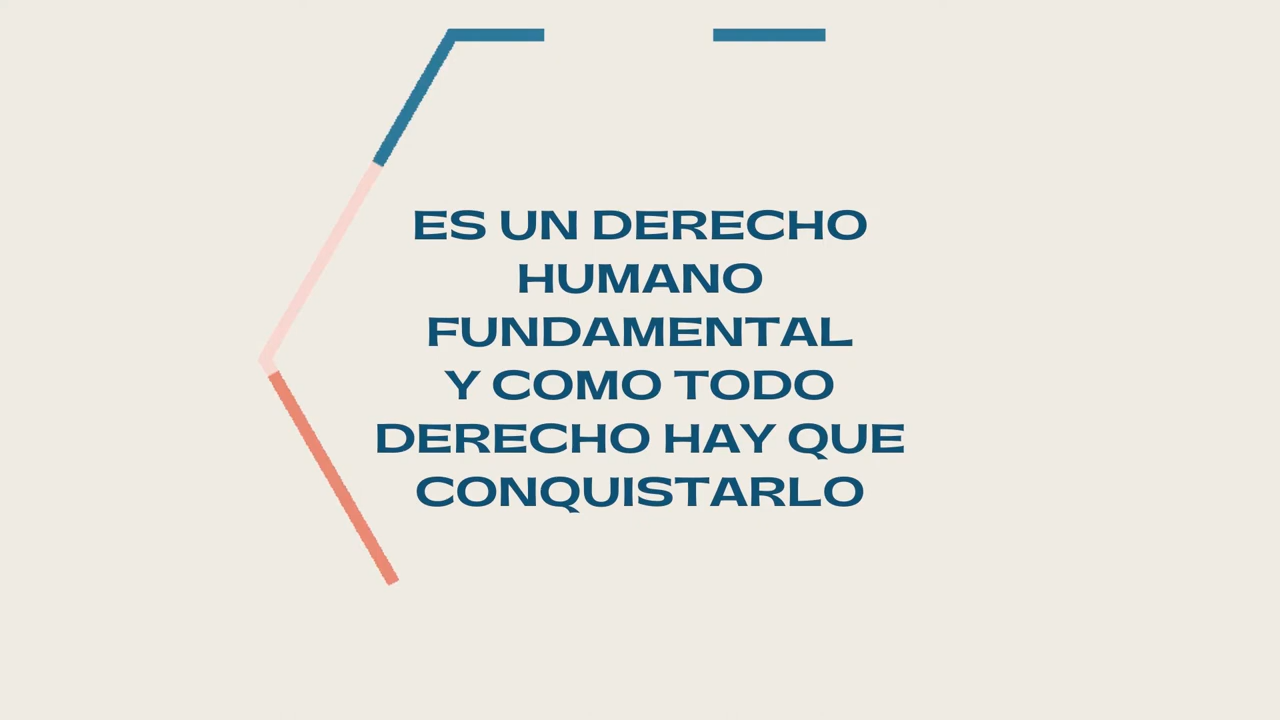 ES UN DERECHO
HUMANO
FUNDAMENTAL
Y COMO TODO
DERECHO HAY QUE
CONQUISTARLO